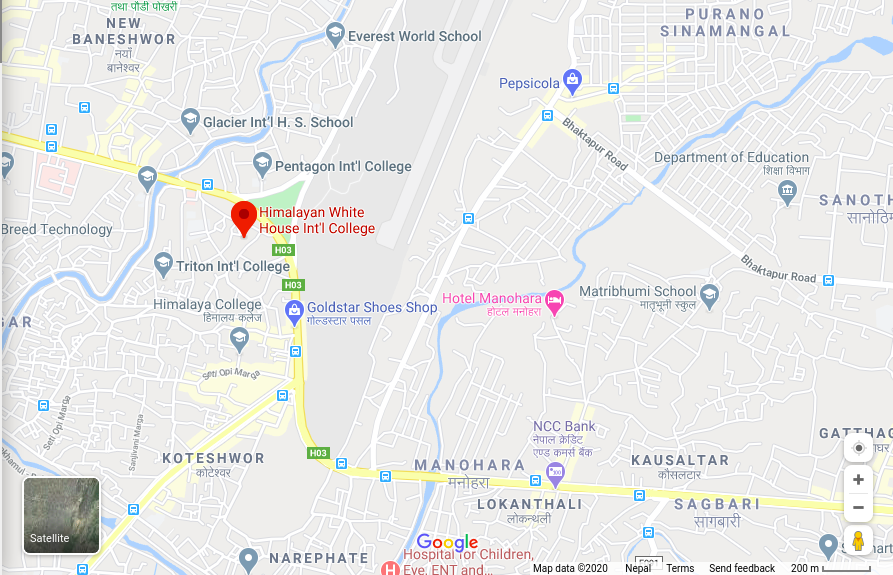 तथा पौडी पोखरी
NEW
BANESHWOR
नयाँ
बानेश्वर
Everest World School
PURANO
SINAMANGAL
Pepsicola
Glacier Int'l H. S. School
Bhaktapur Road
Pentagon Int'l College
Department of Education
शिक्षा विभाग
Himalayan White
House Int'l College
SANOTH
सानोठिम
Breed Technology
H03
Triton Int'l College
Bhaktapur Road
H03
Himalaya College
हिमालय कलेज
Goldstar Shoes Shop
गोल्डस्टार पसल
Hotel Manohara
होटल मनोहरा
Matribhumi School
मातृभूमी स्कुल
GAR
Seti Opi Marga
Seti Opi Marga
Sanjivani Marga
NCC Bank
नेपाल क्रेडिट
एण्ड कमर्स बैंक
GATTHAG
घर
H03
KOTESHWOR
कोटेश्वर
MANOHARA
मनोहरा
KAUSALTAR
कौसलटार
LOKANTHALI
लोकन्थली
SAGBARI
सागबारी
Satellite
NAREPHATE
Google
Hospital for Children,
Eye, ENT and...
Map data ©2020 Nepal Terms Send feedback 200 m